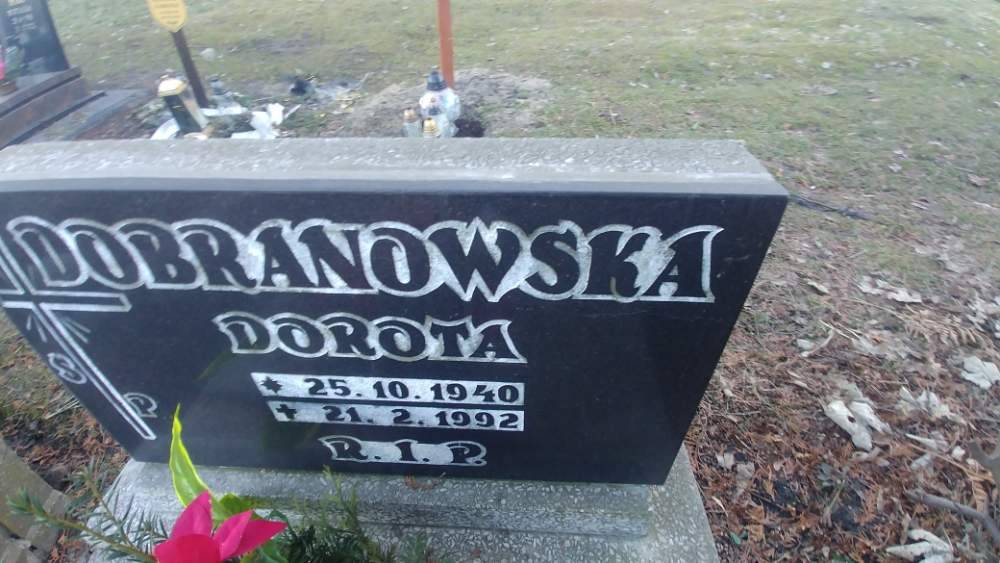 DOBRANOWSKA
DOROTA
* 25. 10. 1940
✝ 21. 2. 1992
R. I. P.